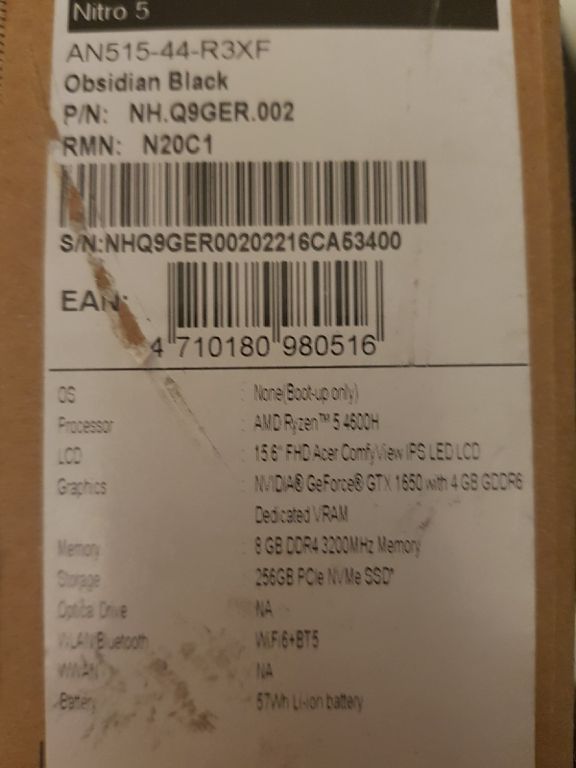 Nitro 5
AN515-44-R3XF
Obsidian Black
P/N: NH.Q9GER.002
RMN: N20C1
S/N:NHQ9GER00202216CA53400
EAN:
4 710180 980516
OS : None(Boot-up only)
Processor : AMD Ryzen™ 5 4600H
LCD : 15.6" FHD Acer ComfyView IPS LED LCD
Graphics : NVIDIA® GeForce® GTX 1650 with 4 GB GDDR6
Dedicated VRAM
Memory : 8 GB DDR4 3200MHz Memory
Storage : 256GB PCIe NVMe SSD*
Optical Drive : NA
WLAN/Bluetooth : WiFi6+BT5
WWAN : NA
Battery : 57Wh Li-ion battery